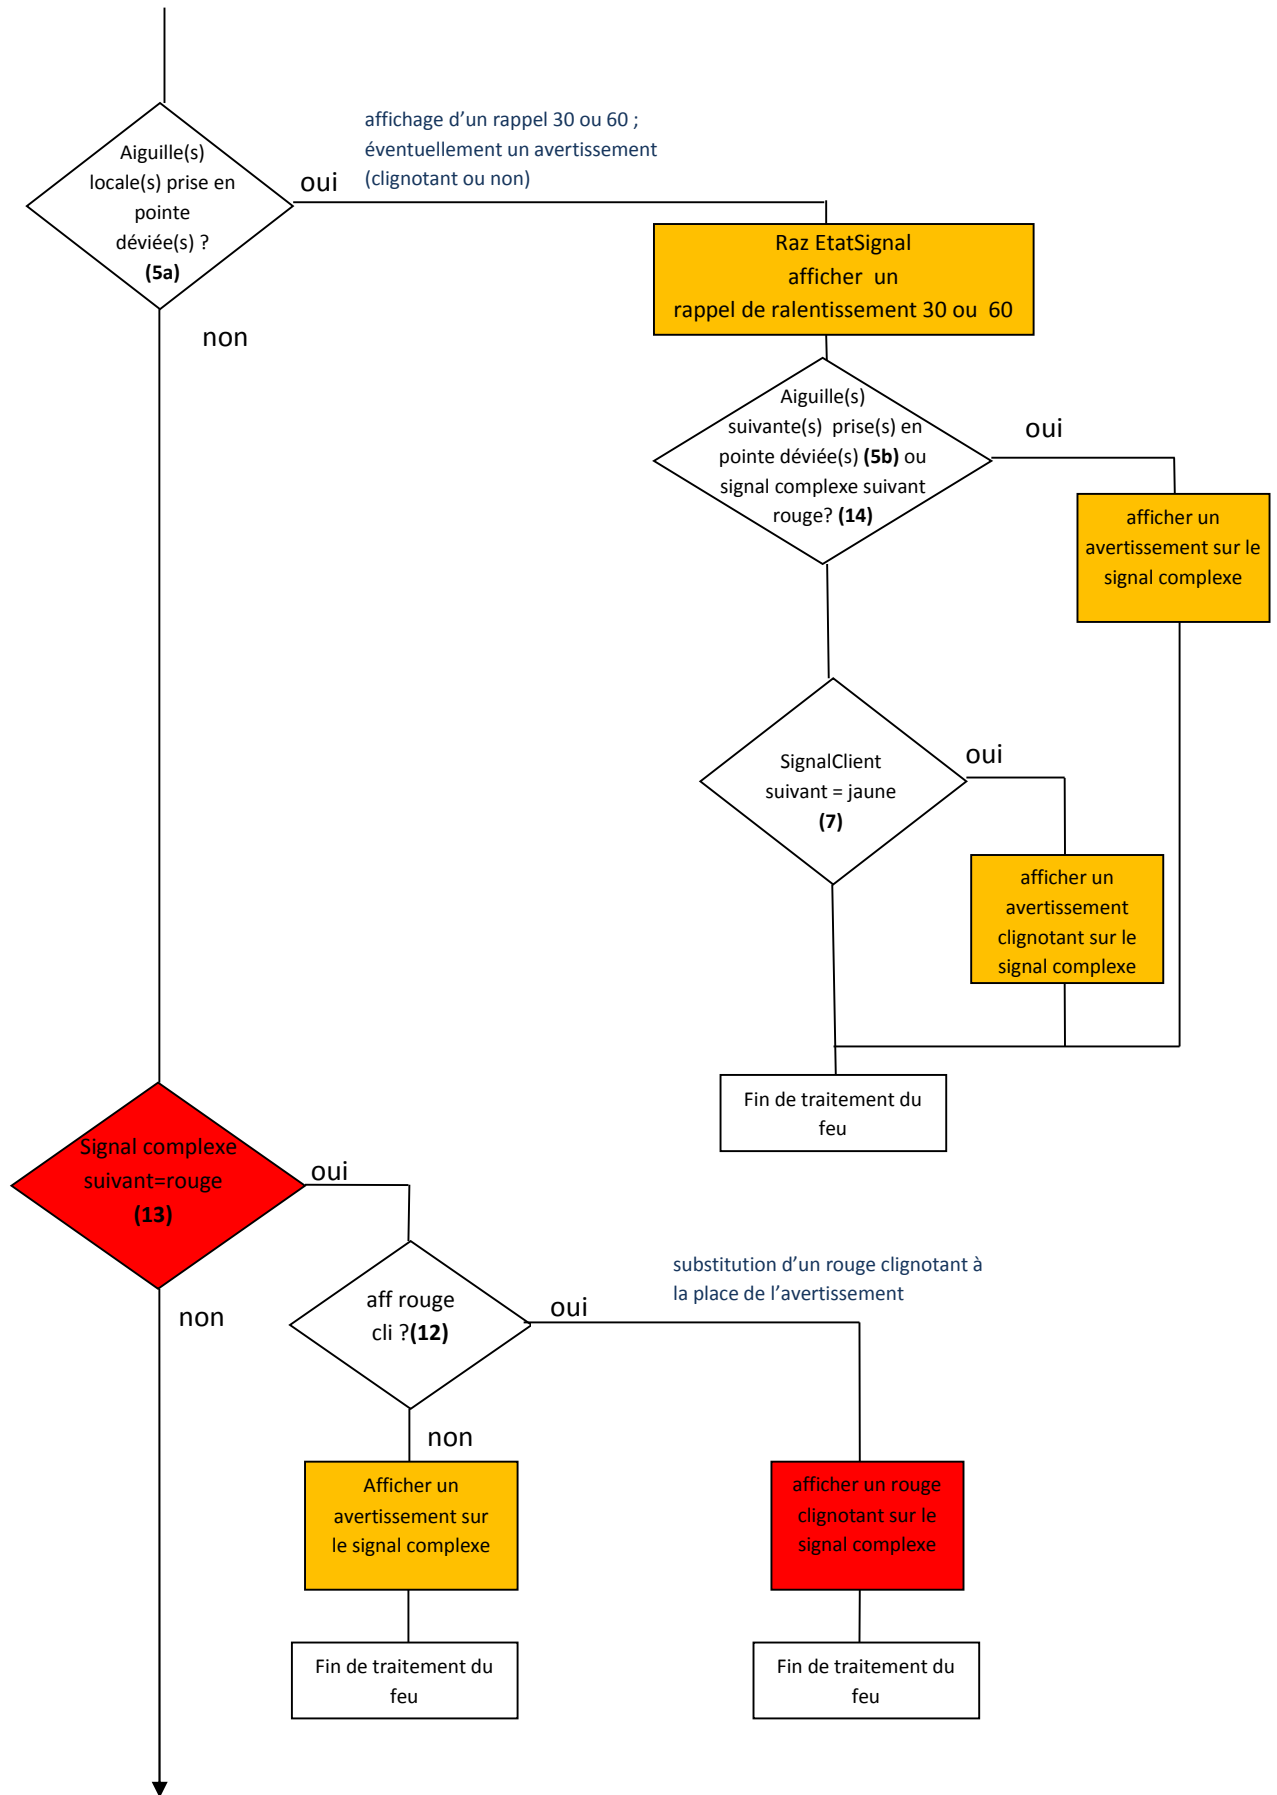 affichage d’un rappel 30 ou 60 ;
éventuellement un avertissement
(clignotant ou non)
Aiguille(s)
locale(s) prise en
pointe
déviée(s) ?
(5a)
oui
non
Raz EtatSignal
afficher un
rappel de ralentissement 30 ou 60
Aiguille(s)
suivante(s) prise(s) en
pointe déviée(s) (5b) ou
signal complexe suivant
rouge? (14)
oui
afficher un
avertissement sur le
signal complexe
SignalClient
suivant = jaune
(7)
oui
afficher un
avertissement
clignotant sur le
signal complexe
Fin de traitement du
feu
Signal complexe
suivant=rouge
(13)
oui
non
substitution d’un rouge clignotant à
la place de l’avertissement
aff rouge
cli ?(12)
oui
non
Afficher un
avertissement sur
le signal complexe
afficher un rouge
clignotant sur le
signal complexe
Fin de traitement du
feu
Fin de traitement du
feu